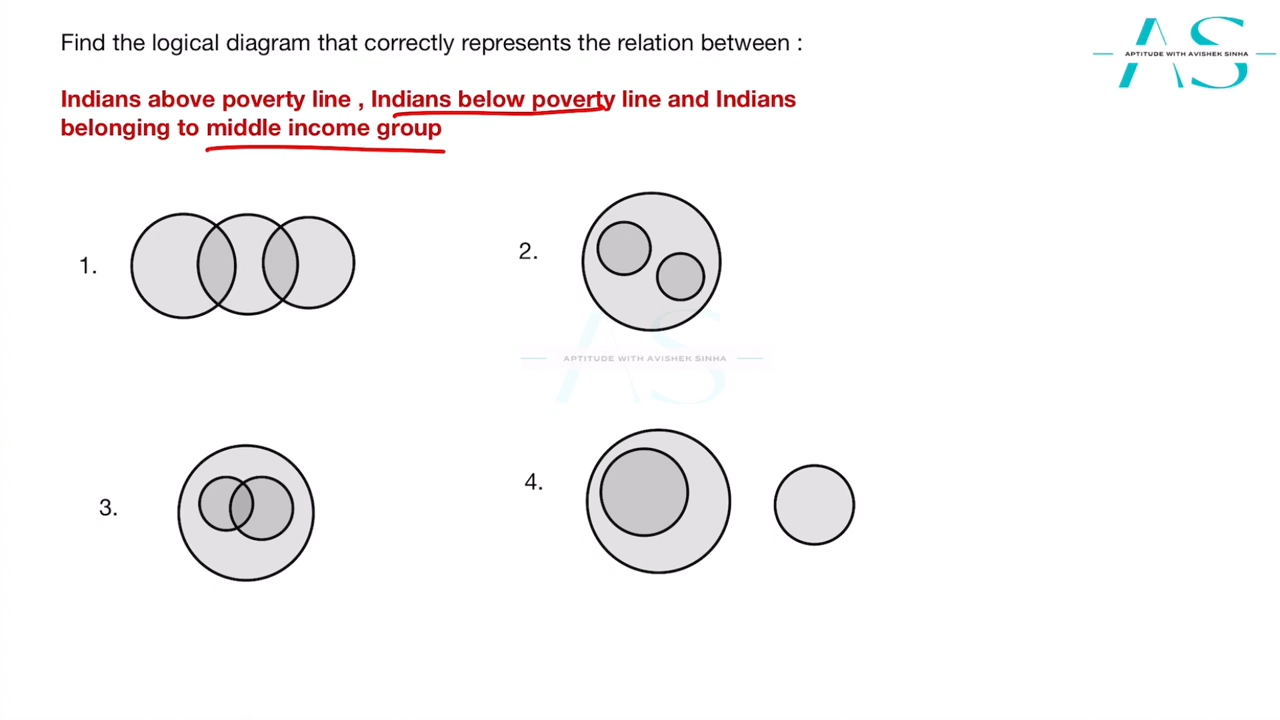 Find the logical diagram that correctly represents the relation between :
APTITUDE WITH AVISHEK SINHA
AS
Indians above poverty line , Indians below poverty line and Indians
belonging to middle income group
1.
2.
AS
APTITUDE WITH AVISHEK SINHA
3.
4.